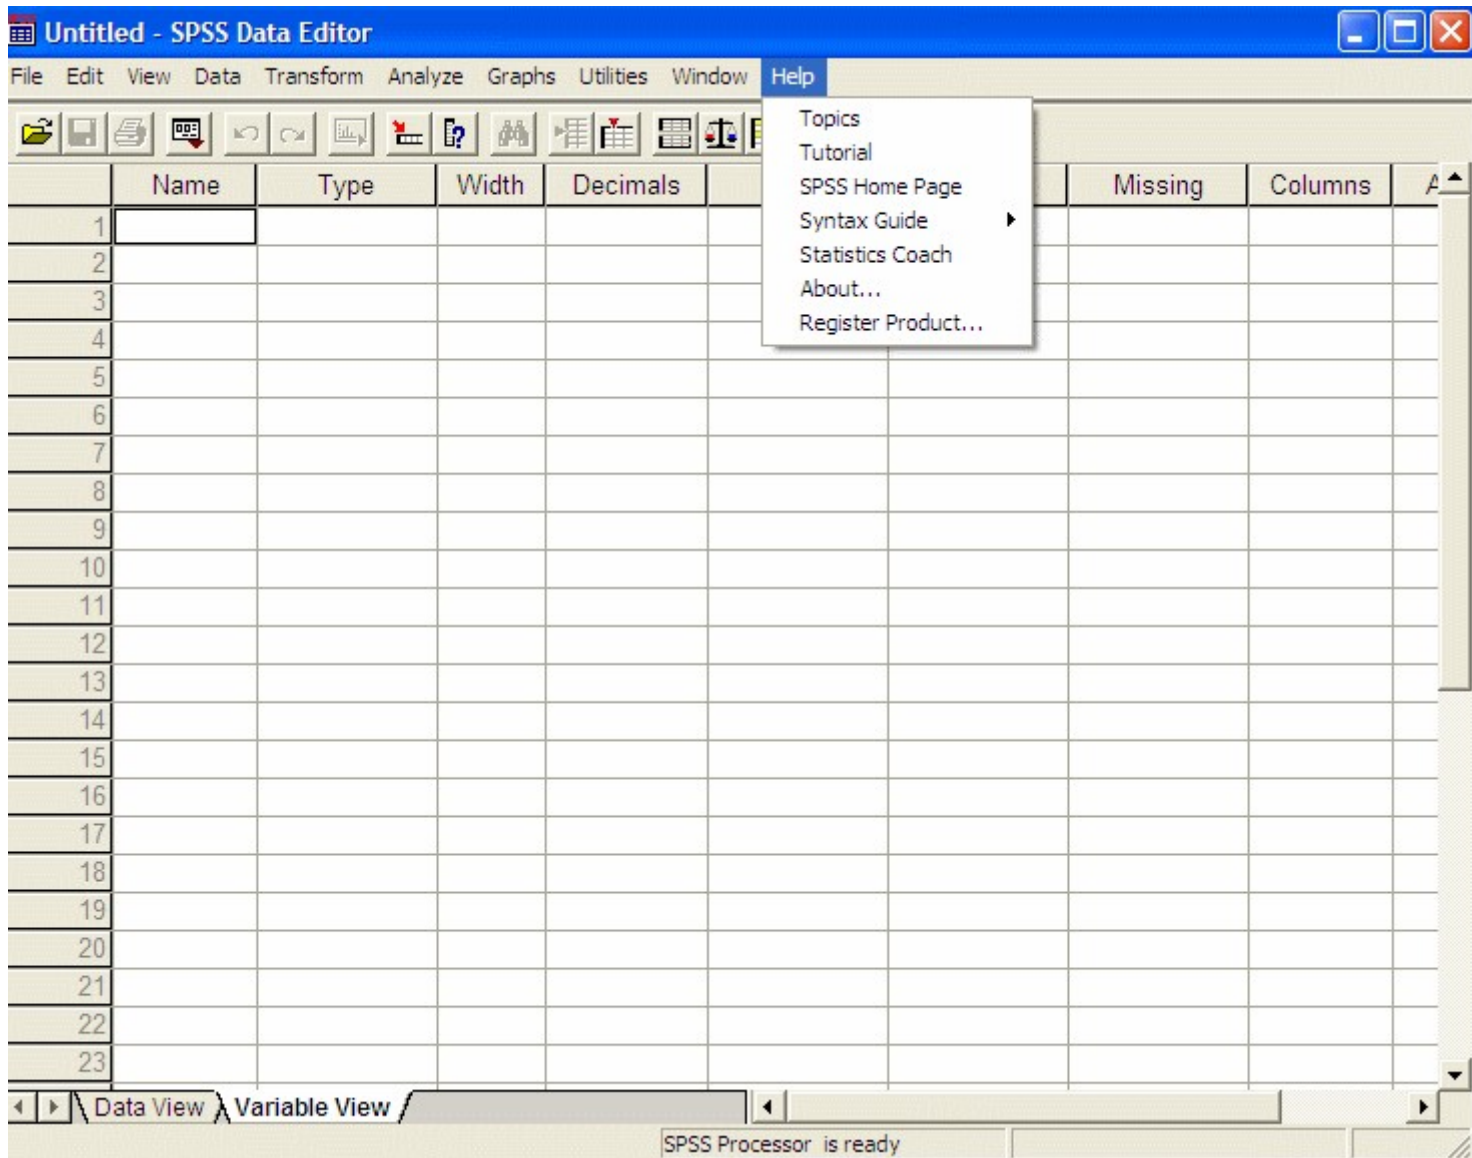 Untitled - SPSS Data Editor
File Edit View Data Transform Analyze Graphs Utilities Window Help
Topics
Tutorial
SPSS Home Page
Syntax Guide
Statistics Coach
About...
Register Product...
Name Type Width Decimals Missing Columns
1
2
3
4
5
6
7
8
9
10
11
12
13
14
15
16
17
18
19
20
21
22
23
Data View Variable View
SPSS Processor is ready